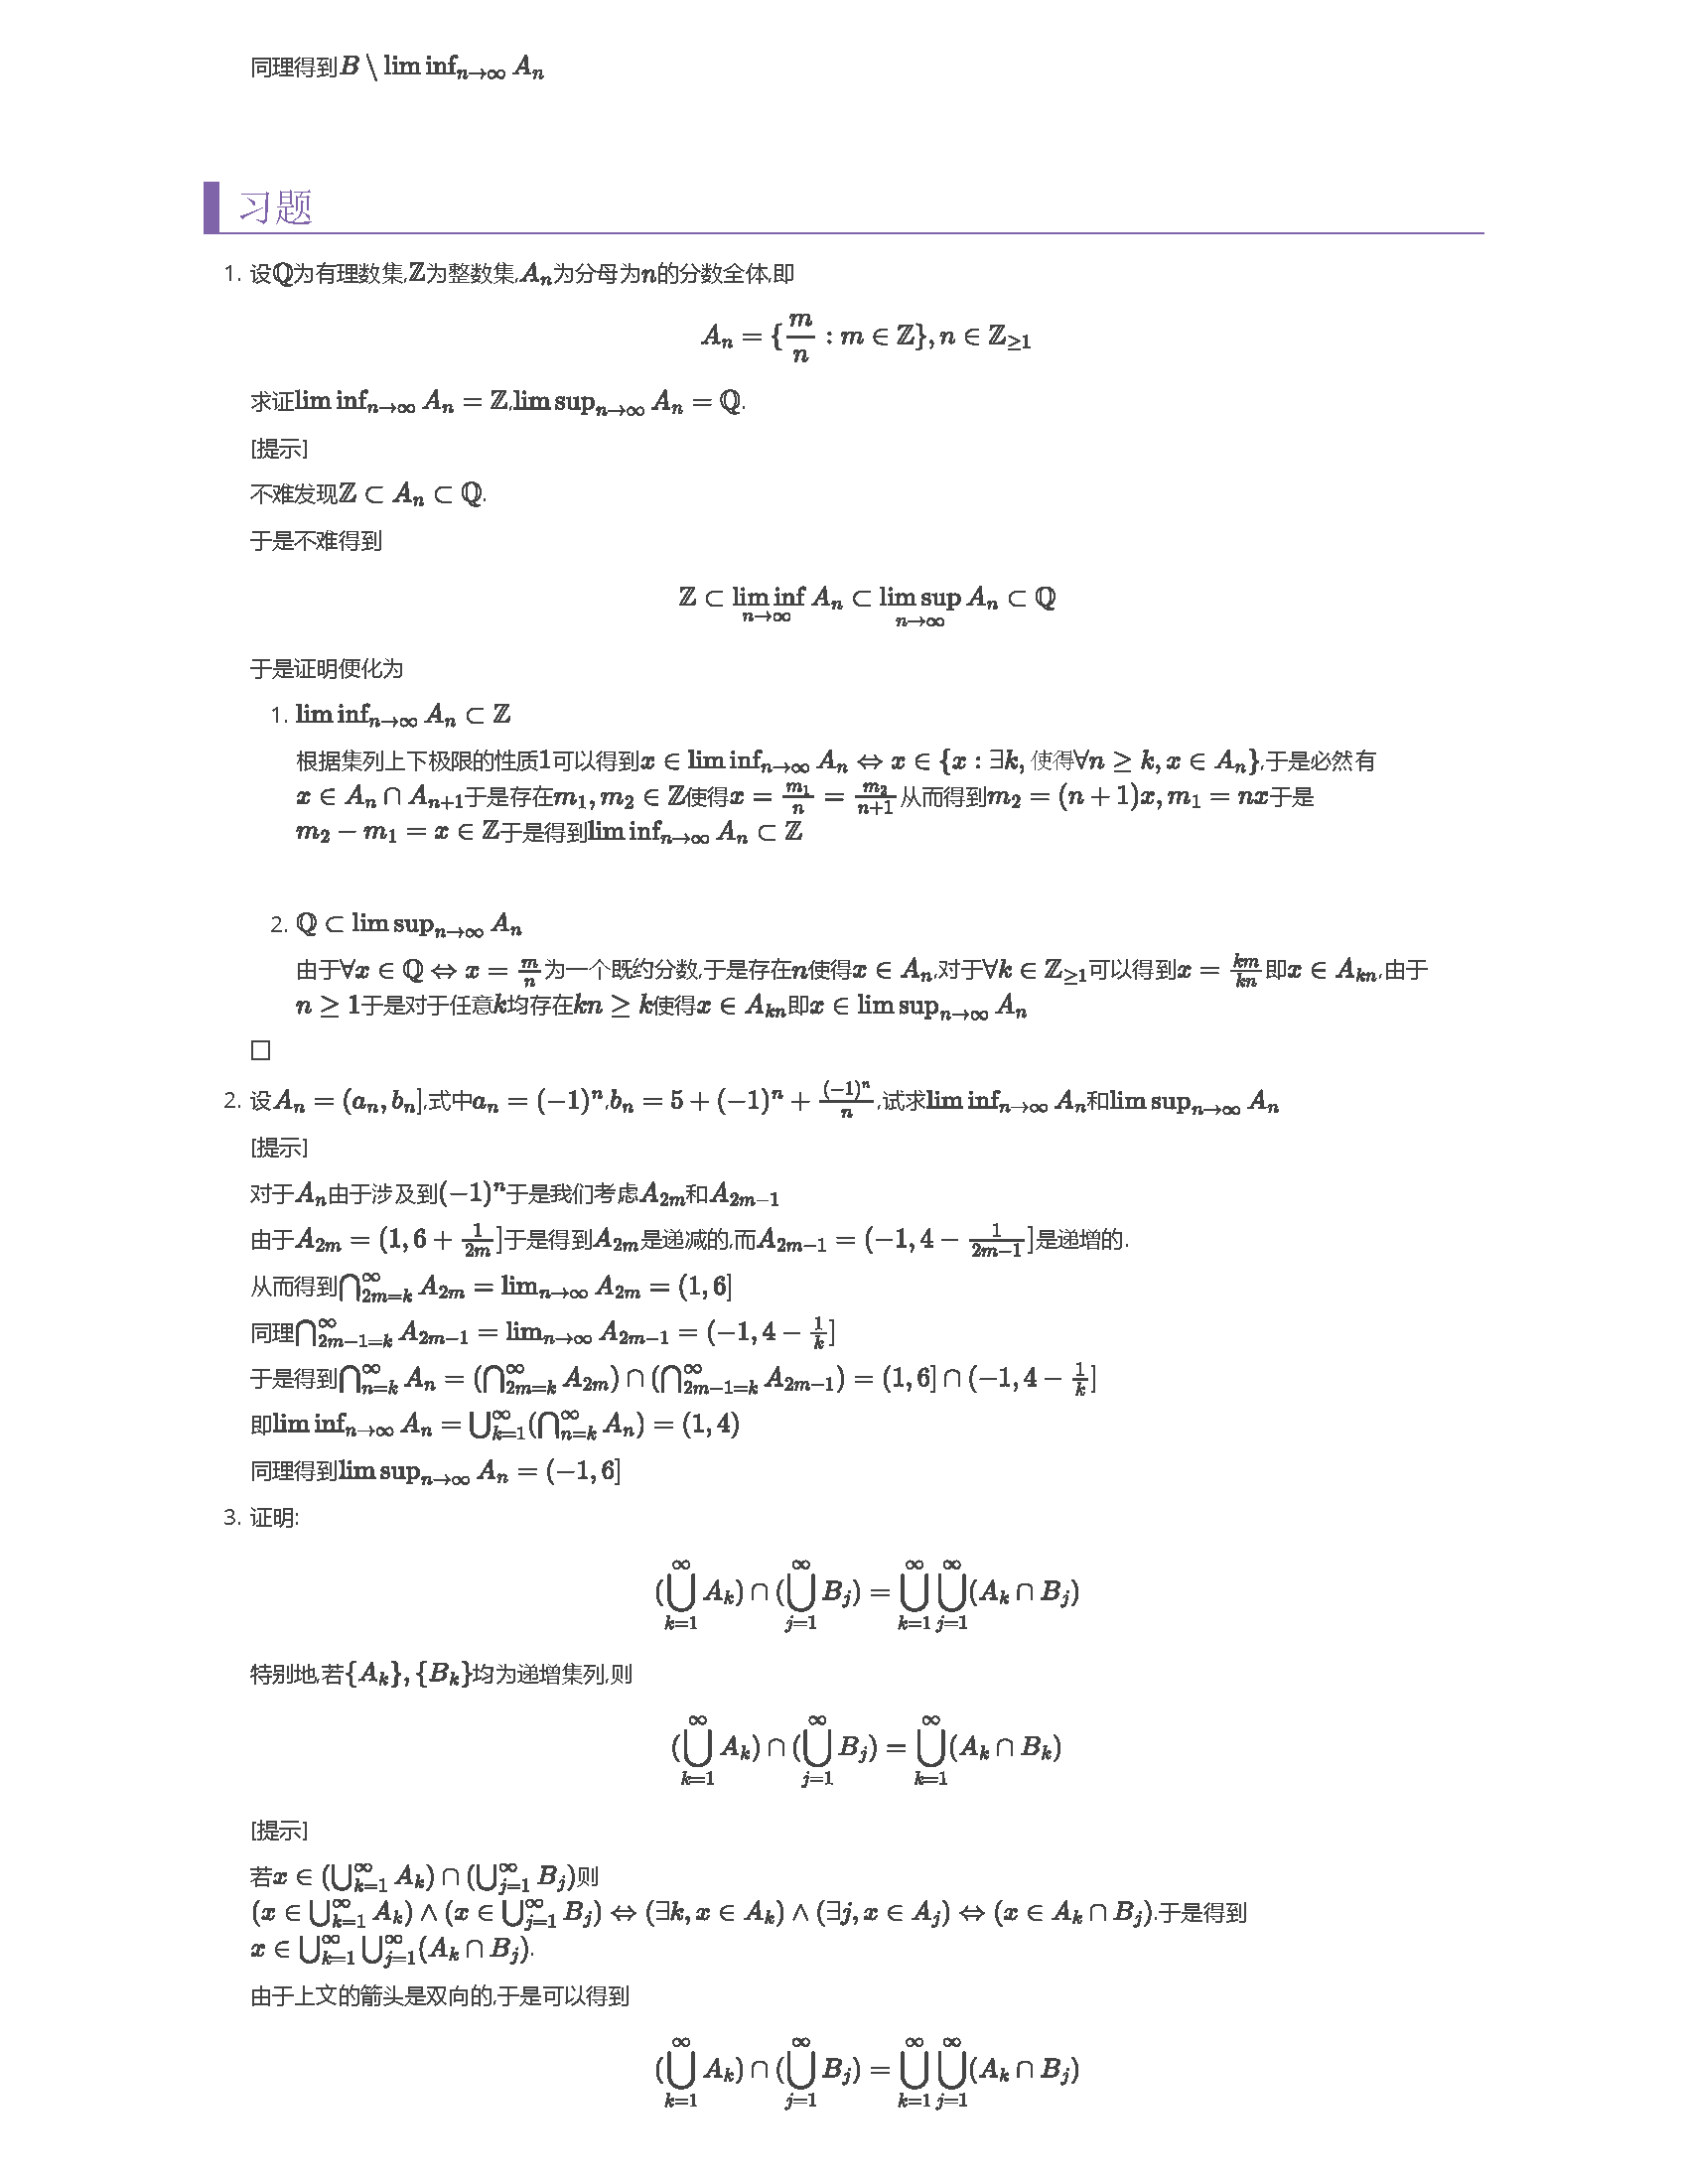 同理得到$B \setminus \liminf_{n\to\infty} A_n$
习题
1. 设$\mathbb{Q}$为有理数集,$\mathbb{Z}$为整数集,$A_n$为分母为$n$的分数全体,即
$$A_n = \{\frac{m}{n} : m \in \mathbb{Z}\}, n \in \mathbb{Z}_{\geq 1}$$
求证$\liminf_{n\to\infty} A_n = \mathbb{Z}$,$\limsup_{n\to\infty} A_n = \mathbb{Q}$.
[提示]
不难发现$\mathbb{Z} \subset A_n \subset \mathbb{Q}$.
于是不难得到
$$\mathbb{Z} \subset \liminf_{n\to\infty} A_n \subset \limsup_{n\to\infty} A_n \subset \mathbb{Q}$$
于是证明便化为
1. $\liminf_{n\to\infty} A_n \subset \mathbb{Z}$
根据集列上下极限的性质1可以得到$x \in \liminf_{n\to\infty} A_n \Leftrightarrow x \in \{x : \exists k, 使得\forall n \geq k, x \in A_n\}$,于是必然有
$x \in A_n \cap A_{n+1}$于是存在$m_1, m_2 \in \mathbb{Z}$使得$x = \frac{m_1}{n} = \frac{m_2}{n+1}$从而得到$m_2 = (n+1)x, m_1 = nx$于是
$m_2 - m_1 = x \in \mathbb{Z}$于是得到$\liminf_{n\to\infty} A_n \subset \mathbb{Z}$
2. $\mathbb{Q} \subset \limsup_{n\to\infty} A_n$
由于$\forall x \in \mathbb{Q} \Leftrightarrow x = \frac{m}{n}$为一个既约分数,于是存在$n$使得$x \in A_n$,对于$\forall k \in \mathbb{Z}_{\geq 1}$可以得到$x = \frac{km}{kn}$即$x \in A_{kn}$,由于
$n \geq 1$于是对于任意$k$均存在$kn \geq k$使得$x \in A_{kn}$即$x \in \limsup_{n\to\infty} A_n$
□
2. 设$A_n = (a_n, b_n]$,式中$a_n = (-1)^n$,$b_n = 5 + (-1)^n + \frac{(-1)^n}{n}$,试求$\liminf_{n\to\infty} A_n$和$\limsup_{n\to\infty} A_n$
[提示]
对于$A_n$由于涉及到$(-1)^n$于是我们考虑$A_{2m}$和$A_{2m-1}$
由于$A_{2m} = (1, 6 + \frac{1}{2m}]$于是得到$A_{2m}$是递减的,而$A_{2m-1} = (-1, 4 - \frac{1}{2m-1}]$是递增的.
从而得到$\bigcap_{2m=k}^{\infty} A_{2m} = \lim_{n\to\infty} A_{2m} = (1, 6]$
同理$\bigcap_{2m-1=k}^{\infty} A_{2m-1} = \lim_{n\to\infty} A_{2m-1} = (-1, 4 - \frac{1}{k}]$
于是得到$\bigcap_{n=k}^{\infty} A_n = (\bigcap_{2m=k}^{\infty} A_{2m}) \cap (\bigcap_{2m-1=k}^{\infty} A_{2m-1}) = (1, 6] \cap (-1, 4 - \frac{1}{k}]$
即$\liminf_{n\to\infty} A_n = \bigcup_{k=1}^{\infty} (\bigcap_{n=k}^{\infty} A_n) = (1, 4)$
同理得到$\limsup_{n\to\infty} A_n = (-1, 6]$
3. 证明:
$$(\bigcup_{k=1}^{\infty} A_k) \cap (\bigcup_{j=1}^{\infty} B_j) = \bigcup_{k=1}^{\infty} \bigcup_{j=1}^{\infty} (A_k \cap B_j)$$
特别地,若$\{A_k\}, \{B_k\}$均为递增集列,则
$$(\bigcup_{k=1}^{\infty} A_k) \cap (\bigcup_{j=1}^{\infty} B_j) = \bigcup_{k=1}^{\infty} (A_k \cap B_k)$$
[提示]
若$x \in (\bigcup_{k=1}^{\infty} A_k) \cap (\bigcup_{j=1}^{\infty} B_j)$则
$(x \in \bigcup_{k=1}^{\infty} A_k) \wedge (x \in \bigcup_{j=1}^{\infty} B_j) \Leftrightarrow (\exists k, x \in A_k) \wedge (\exists j, x \in A_j) \Leftrightarrow (x \in A_k \cap B_j)$.于是得到
$x \in \bigcup_{k=1}^{\infty} \bigcup_{j=1}^{\infty} (A_k \cap B_j)$.
由于上文的箭头是双向的,于是可以得到
$$(\bigcup_{k=1}^{\infty} A_k) \cap (\bigcup_{j=1}^{\infty} B_j) = \bigcup_{k=1}^{\infty} \bigcup_{j=1}^{\infty} (A_k \cap B_j)$$